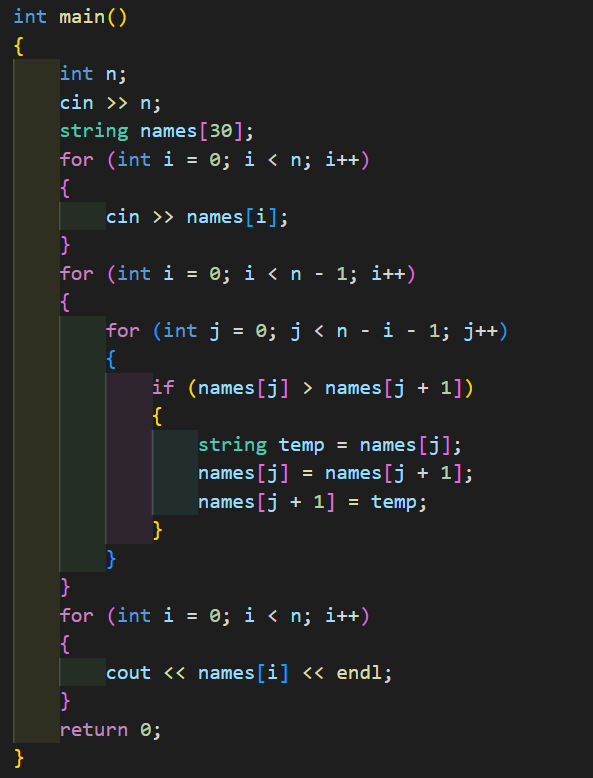 int main()
{
    int n;
    cin >> n;
    string names[30];
    for (int i = 0; i < n; i++)
    {
        cin >> names[i];
    }
    for (int i = 0; i < n - 1; i++)
    {
        for (int j = 0; j < n - i - 1; j++)
        {
            if (names[j] > names[j + 1])
            {
                string temp = names[j];
                names[j] = names[j + 1];
                names[j + 1] = temp;
            }
        }
    }
    for (int i = 0; i < n; i++)
    {
        cout << names[i] << endl;
    }
    return 0;
}